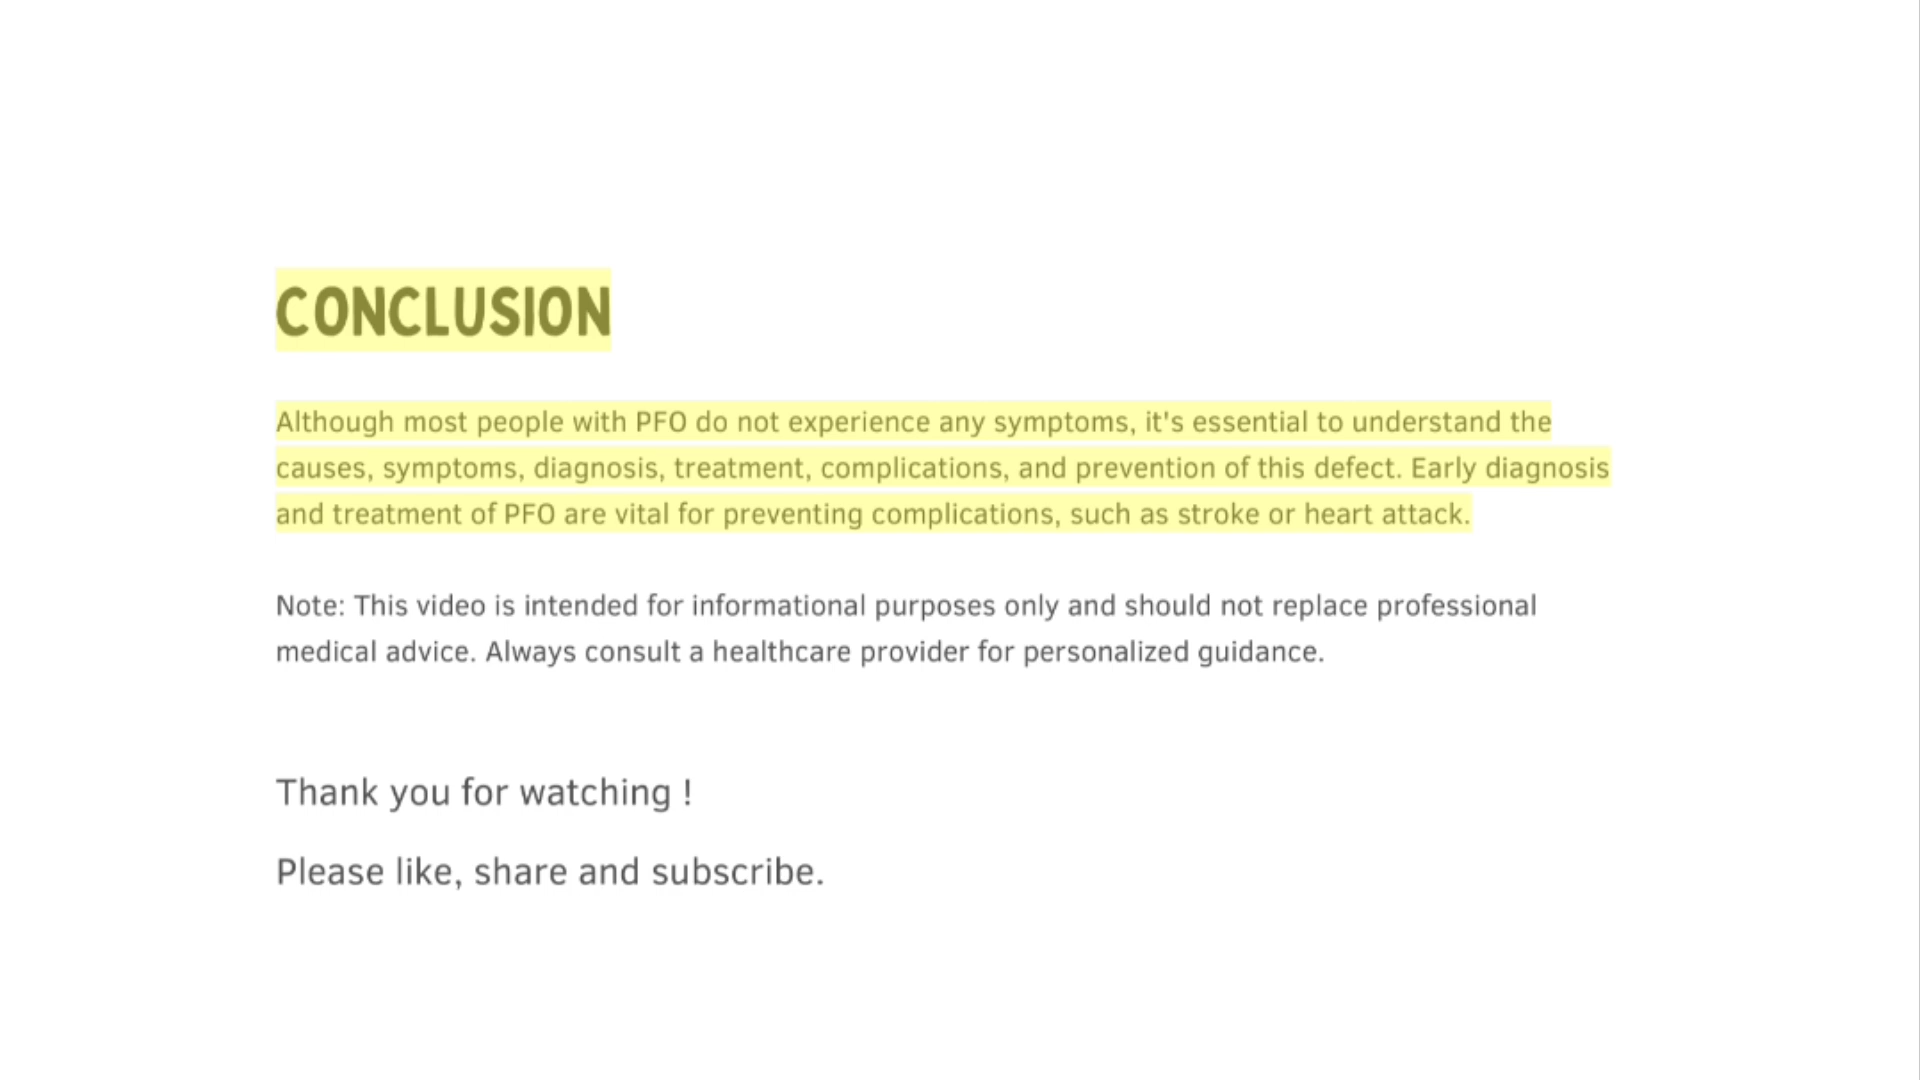 CONCLUSION
Although most people with PFO do not experience any symptoms, it's essential to understand the
causes, symptoms, diagnosis, treatment, complications, and prevention of this defect. Early diagnosis
and treatment of PFO are vital for preventing complications, such as stroke or heart attack.
Note: This video is intended for informational purposes only and should not replace professional
medical advice. Always consult a healthcare provider for personalized guidance.
Thank you for watching !
Please like, share and subscribe.